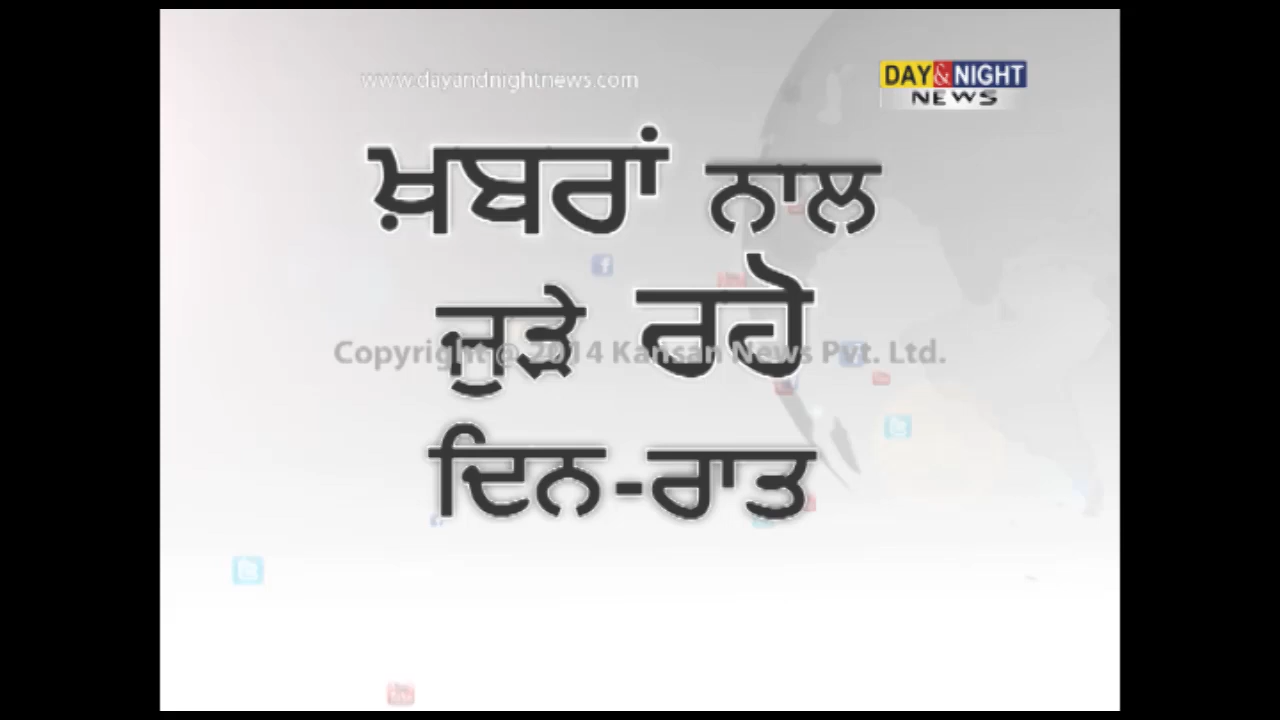 www.dayandnightnews.com
DAY&NIGHT
NEWS
ਖ਼ਬਰਾਂ ਨਾਲ
ਜੁੜੇ ਰਹੋ
Copyright @ 2014 Kansan News Pvt. Ltd.
ਦਿਨ-ਰਾਤ